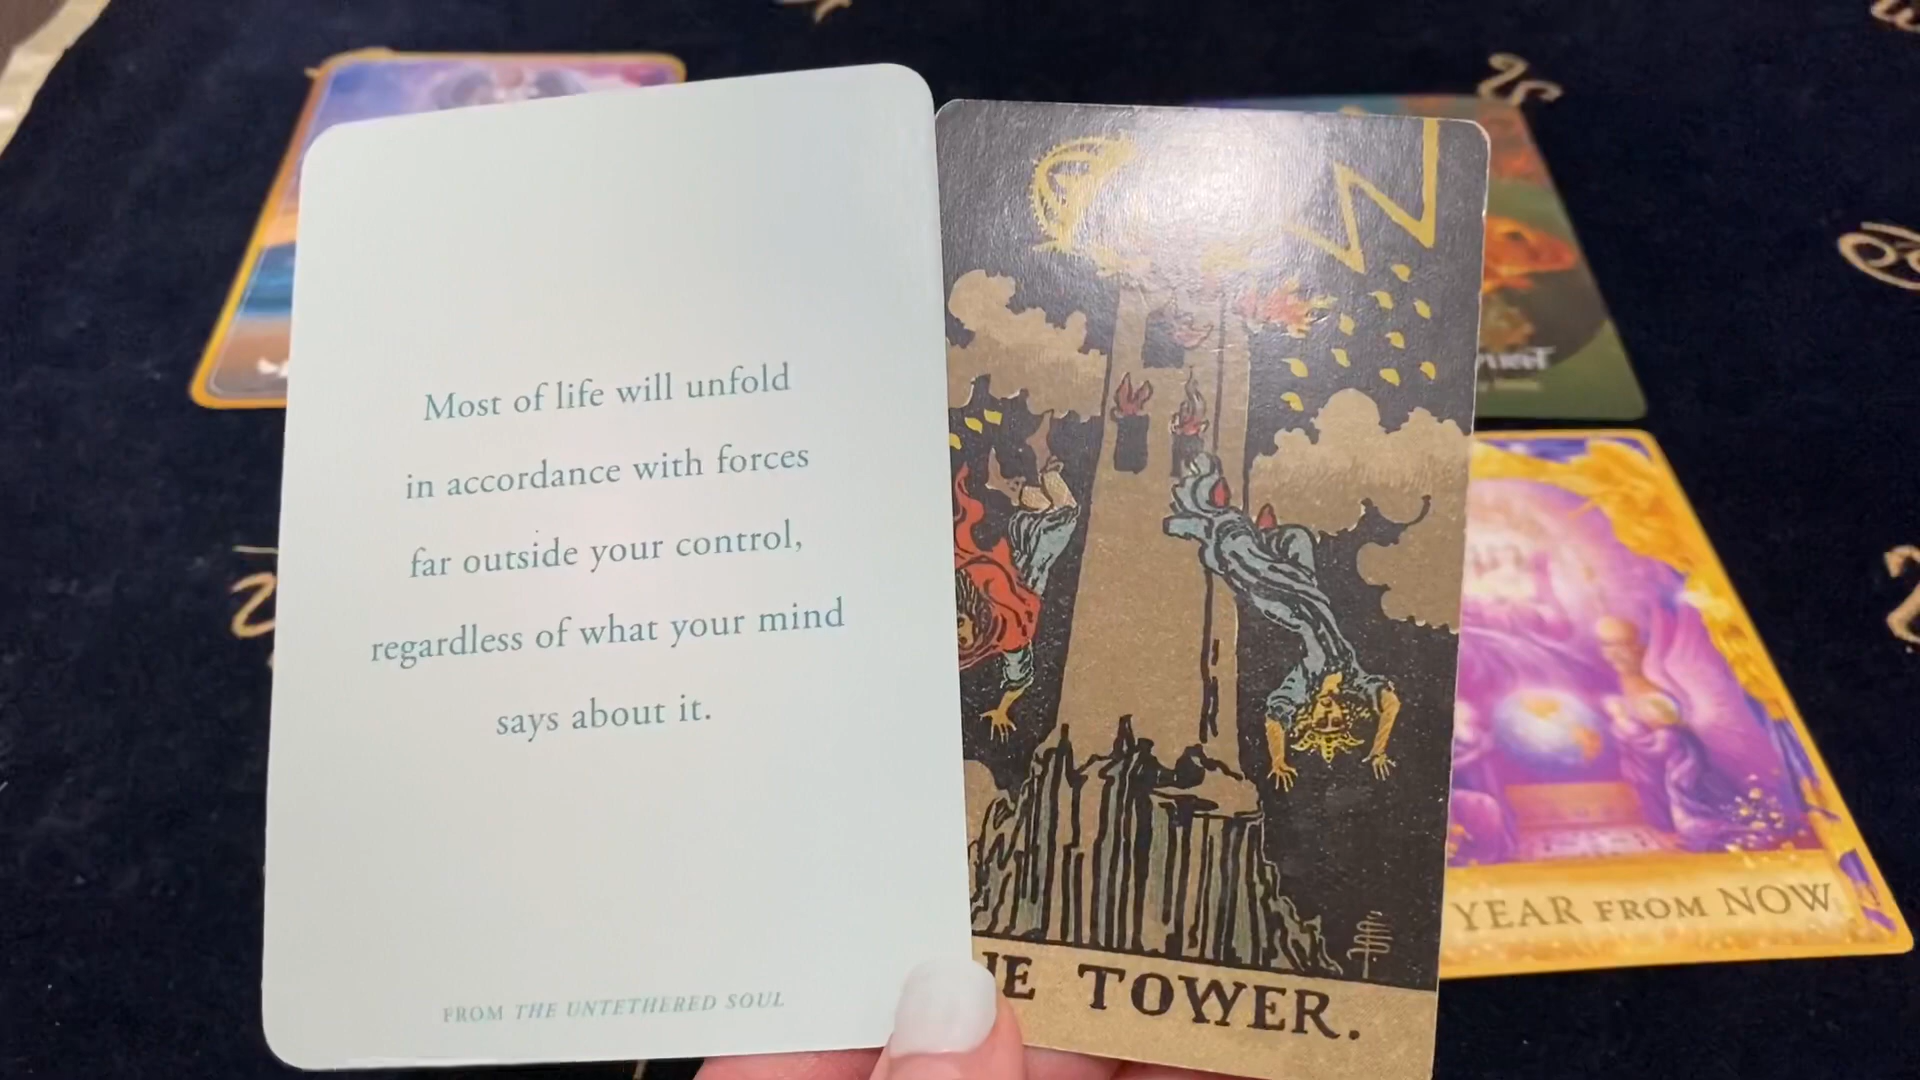 Most of life will unfold
in accordance with forces
far outside your control,
regardless of what your mind
says about it.
FROM THE UNTETHERED SOUL
TOWER.
YEAR FROM NOW